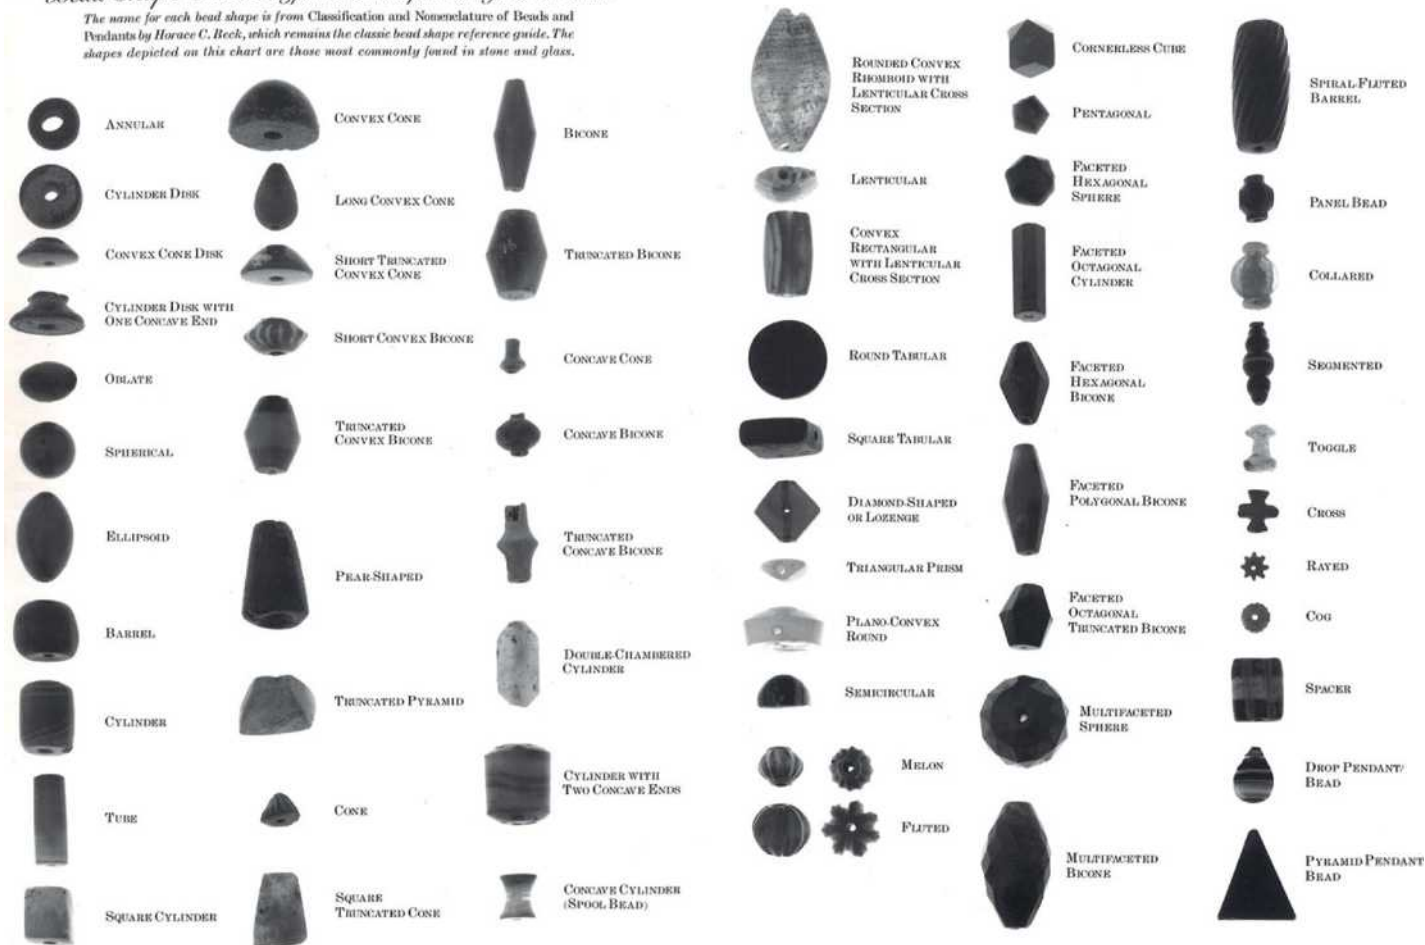 The name for each bead shape is from Classification and Nomenclature of Beads and
Pendants by Horace C. Beck, which remains the classic bead shape reference guide. The
shapes depicted on this chart are those most commonly found in stone and glass.
ANNULAR
CYLINDER DISK
CONVEX CONE DISK
CYLINDER DISK WITH
ONE CONCAVE END
OBLATE
SPHERICAL
ELLIPSOID
BARREL
CYLINDER
TUBE
SQUARE CYLINDER
CONVEX CONE
LONG CONVEX CONE
SHORT TRUNCATED
CONVEX CONE
SHORT CONVEX BICONE
TRUNCATED
CONVEX BICONE
PEAR-SHAPED
TRUNCATED PYRAMID
CONE
SQUARE
TRUNCATED CONE
BICONE
TRUNCATED BICONE
CONCAVE CONE
CONCAVE BICONE
TRUNCATED
CONCAVE BICONE
DOUBLE-CHAMBERED
CYLINDER
CYLINDER WITH
TWO CONCAVE ENDS
CONCAVE CYLINDER
(SPOOL BEAD)
ROUNDED CONVEX
RHOMBOID WITH
LENTICULAR CROSS
SECTION
LENTICULAR
CONVEX
RECTANGULAR
WITH LENTICULAR
CROSS SECTION
ROUND TABULAR
SQUARE TABULAR
DIAMOND-SHAPED
OR LOZENGE
TRIANGULAR PRISM
PLANO-CONVEX
ROUND
SEMICIRCULAR
MELON
FLUTED
CORNERLESS CUBE
PENTAGONAL
FACETED
HEXAGONAL
SPHERE
FACETED
OCTAGONAL
CYLINDER
FACETED
HEXAGONAL
BICONE
FACETED
POLYGONAL BICONE
FACETED
OCTAGONAL
TRUNCATED BICONE
MULTIFACETED
SPHERE
MULTIFACETED
BICONE
SPIRAL-FLUTED
BARREL
PANEL BEAD
COLLARED
SEGMENTED
TOGGLE
CROSS
RAYED
COG
SPACER
DROP PENDANT/
BEAD
PYRAMID PENDANT
BEAD